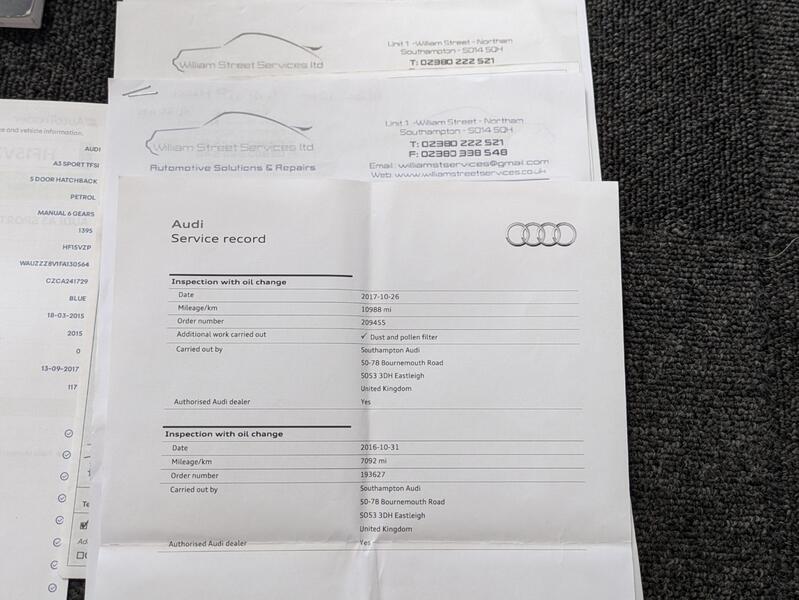 William Street Services ltd
Unit 1 -William Street - Northam
Southampton - SO14 5QH
T: 02380 222 521
William Street Services ltd
Automotive Solutions & Repairs
Unit 1 -William Street - Northam
Southampton - SO14 5QH
T: 02380 222 521
F: 02380 338 548
Email: williamstservices@gmail.com
Web: www.williamstreetservices.co.uk
and vehicle information.
AUDI
A3 SPORT TFSI
5 DOOR HATCHBACK
PETROL
MANUAL 6 GEARS
1395
HF15VZP
WAUZZZ8V1FA130564
CZCA241729
BLUE
18-03-2015
2015
0
13-09-2017
117
Audi
Service record
Inspection with oil change
Date 2017-10-26
Mileage/km 10988 mi
Order number 209455
Additional work carried out ✓ Dust and pollen filter
Carried out by Southampton Audi
50-78 Bournemouth Road
SO53 3DH Eastleigh
United Kingdom
Authorised Audi dealer Yes
Inspection with oil change
Date 2016-10-31
Mileage/km 7092 mi
Order number 193627
Carried out by Southampton Audi
50-78 Bournemouth Road
SO53 3DH Eastleigh
United Kingdom
Authorised Audi dealer Yes